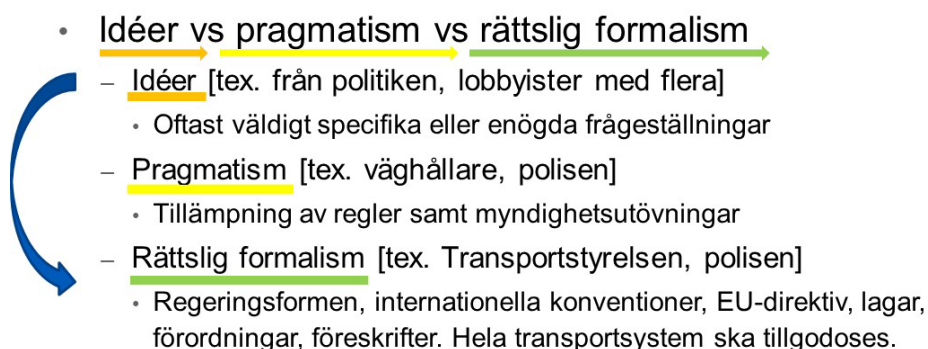 • Idéer vs pragmatism vs rättslig formalism
– Idéer [tex. från politiken, lobbyister med flera]
• Oftast väldigt specifika eller enögda frågeställningar
– Pragmatism [tex. väghållare, polisen]
• Tillämpning av regler samt myndighetsutövningar
– Rättslig formalism [tex. Transportstyrelsen, polisen]
• Regeringsformen, internationella konventioner, EU-direktiv, lagar,
förordningar, föreskrifter. Hela transportsystem ska tillgodoses.